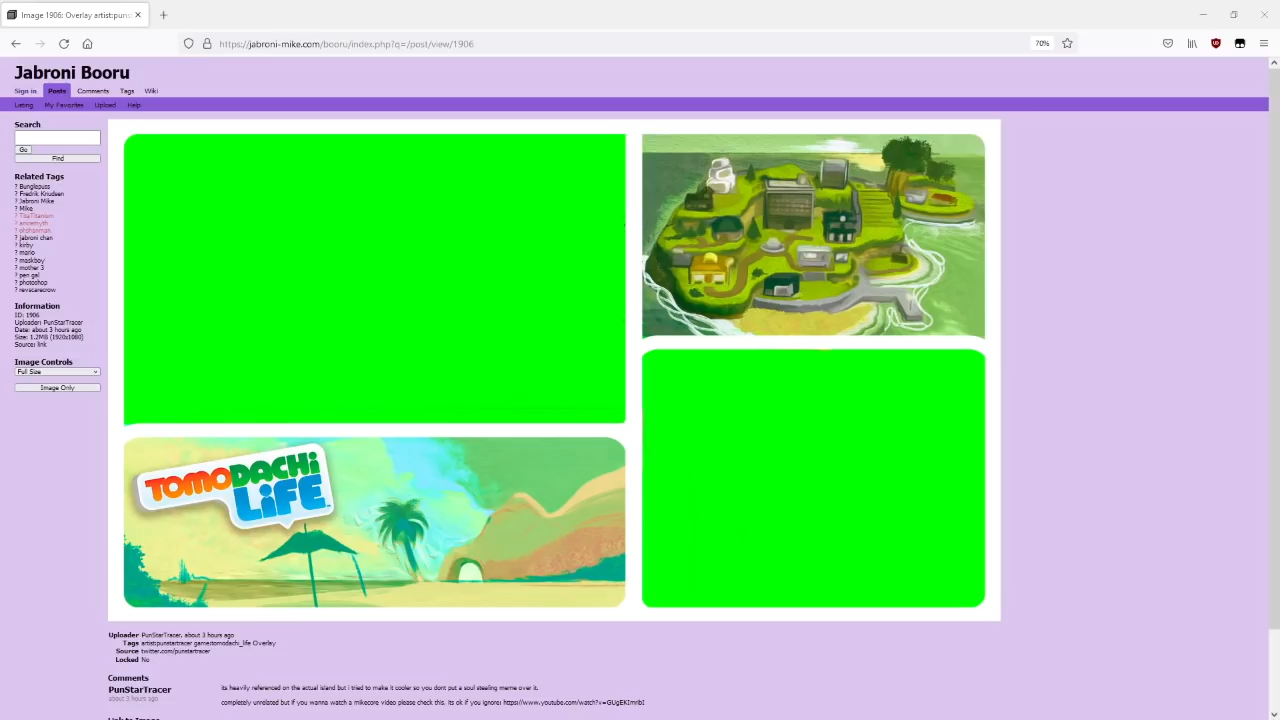 Image 1906: Overlay artist:puns
https://jabroni-mike.com/booru/index.php?q=/post/view/1906
70%
Jabroni Booru
Sign in Posts Comments Tags Wiki
Listing My Favorites Upload Help
Search
Go
Find
Related Tags
? Bunglepuss
? Fredrik Knudsen
? Jabroni Mike
? Mike
? TitaTitanium
? jabroni chan
? kirby
? mario
? maskboy
? mother 3
? pen gal
? photoshop
? revscarecrow
Information
ID: 1906
Uploader: PunStarTracer
Date: about 3 hours ago
Size: 1.2MB (1920x1080)
Source: link
Image Controls
Full Size
Image Only
TOMODACHI
LiFE
Uploader PunStarTracer, about 3 hours ago
Tags artist:punstartracer game:tomodachi_life Overlay
Source twitter.com/punstartracer
Locked No
Comments
PunStarTracer
about 3 hours ago
its heavily referenced on the actual island but i tried to make it cooler so you dont put a soul stealing meme over it.
completely unrelated but if you wanna watch a mikecore video please check this. its ok if you ignore: https://www.youtube.com/watch?v=GUgEKImrib1